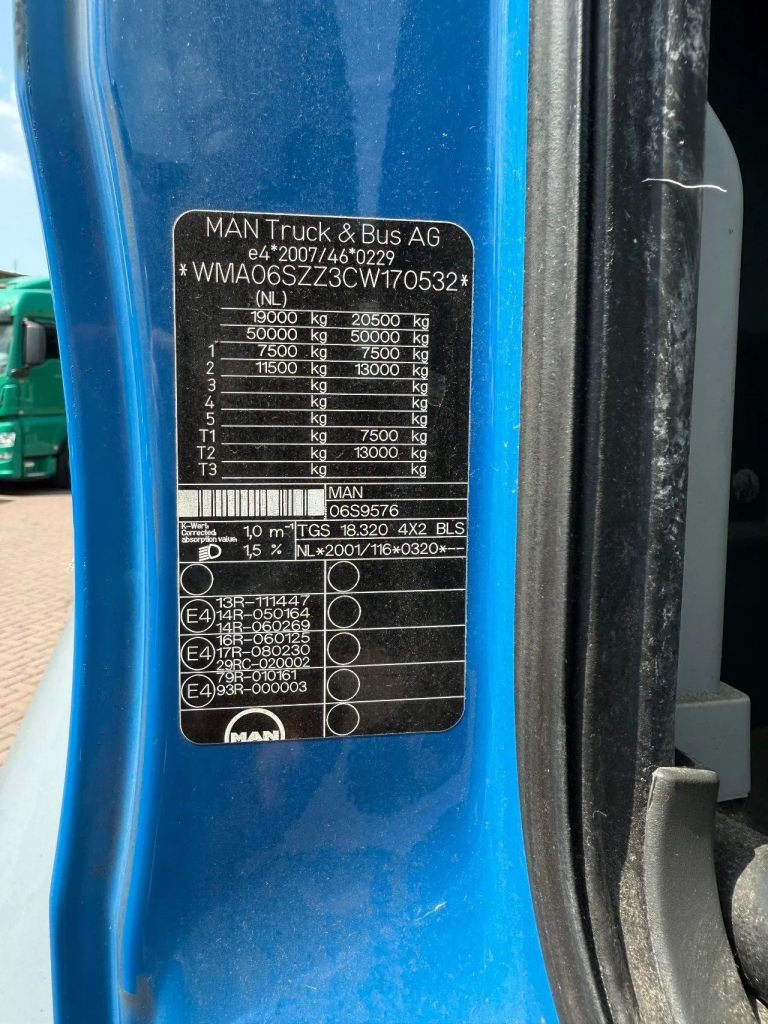 MAN Truck & Bus AG
e4*2007/46*0229
*WMA06SZZ3CW170532*
(NL)
19000 kg 20500 kg
50000 kg 50000 kg
1 7500 kg 7500 kg
2 11500 kg 13000 kg
3 kg kg
4 kg kg
5 kg kg
T1 kg 7500 kg
T2 kg 13000 kg
T3 kg kg
MAN
06S9576
K-Wert
Corrected
absorption value
1,0 m⁻¹
TGS 18.320 4X2 BLS
1,5 %
NL*2001/116*0320*--
E4
13R-111447
14R-050164
14R-060269
E4
16R-060125
17R-080230
29RC-020002
E4
79R-010161
93R-000003
MAN